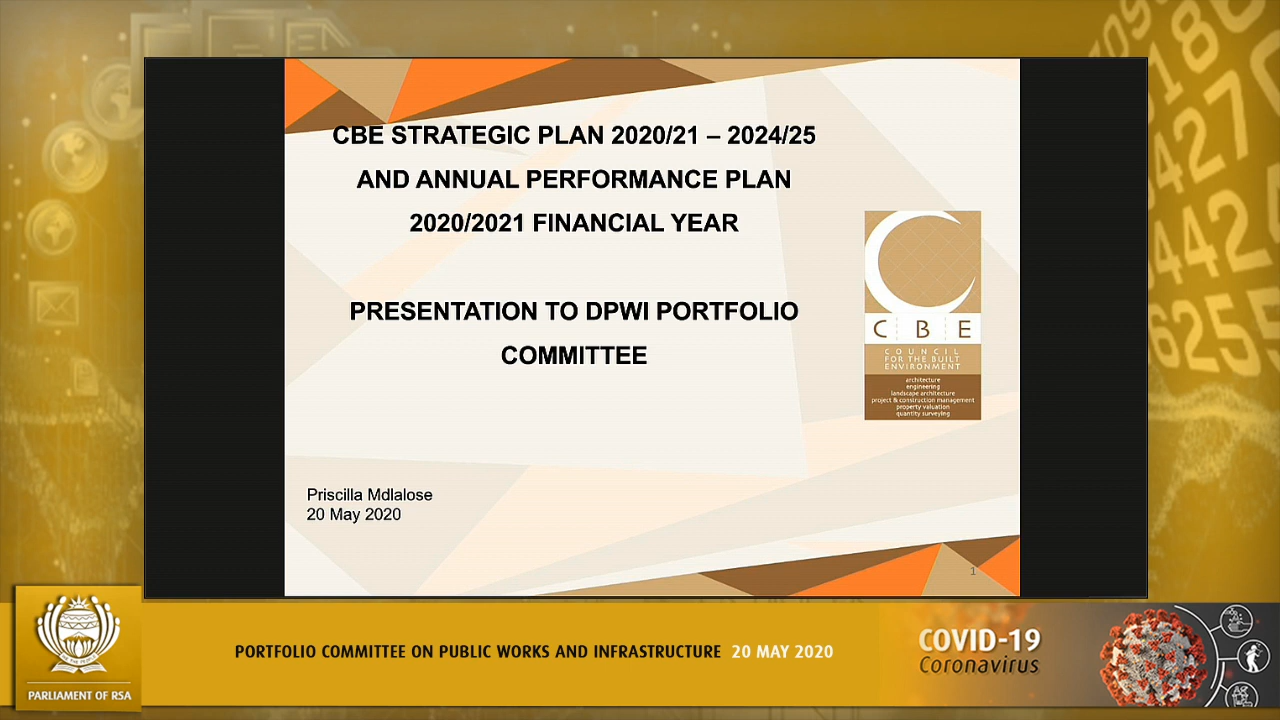 CBE STRATEGIC PLAN 2020/21 – 2024/25
AND ANNUAL PERFORMANCE PLAN
2020/2021 FINANCIAL YEAR
PRESENTATION TO DPWI PORTFOLIO
COMMITTEE
C B E
COUNCIL
FOR THE BUILT
ENVIRONMENT
architecture
engineering
landscape architecture
project & construction management
property valuation
quantity surveying
Priscilla Mdlalose
20 May 2020
1
PARLIAMENT OF RSA
PORTFOLIO COMMITTEE ON PUBLIC WORKS AND INFRASTRUCTURE 20 MAY 2020
COVID-19
Coronavirus